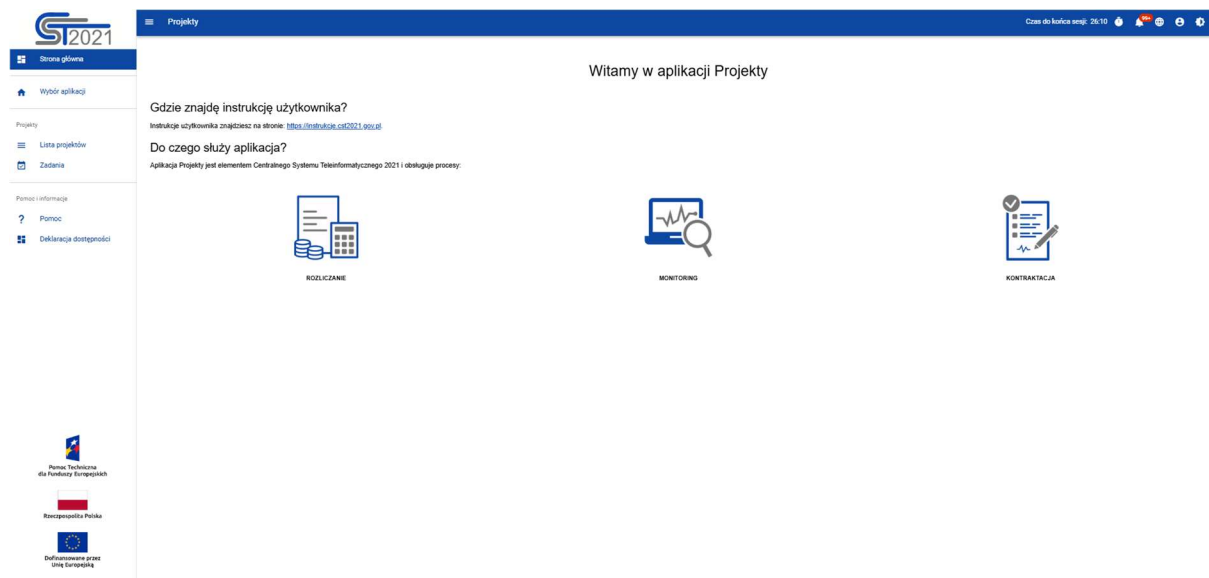 CST2021
Projekty
Czas do końca sesji: 26:10
99+
Strona główna
Wybór aplikacji
Projekty
Lista projektów
Zadania
Pomoc i informacje
Pomoc
Deklaracja dostępności
Witamy w aplikacji Projekty
Gdzie znajdę instrukcję użytkownika?
Instrukcje użytkownika znajdziesz na stronie: https://instrukcje.cst2021.gov.pl.
Do czego służy aplikacja?
Aplikacja Projekty jest elementem Centralnego Systemu Teleinformatycznego 2021 i obsługuje procesy:
ROZLICZANIE
MONITORING
KONTRAKTACJA
Pomoc Techniczna
dla Funduszy Europejskich
Rzeczpospolita Polska
Dofinansowane przez
Unię Europejską